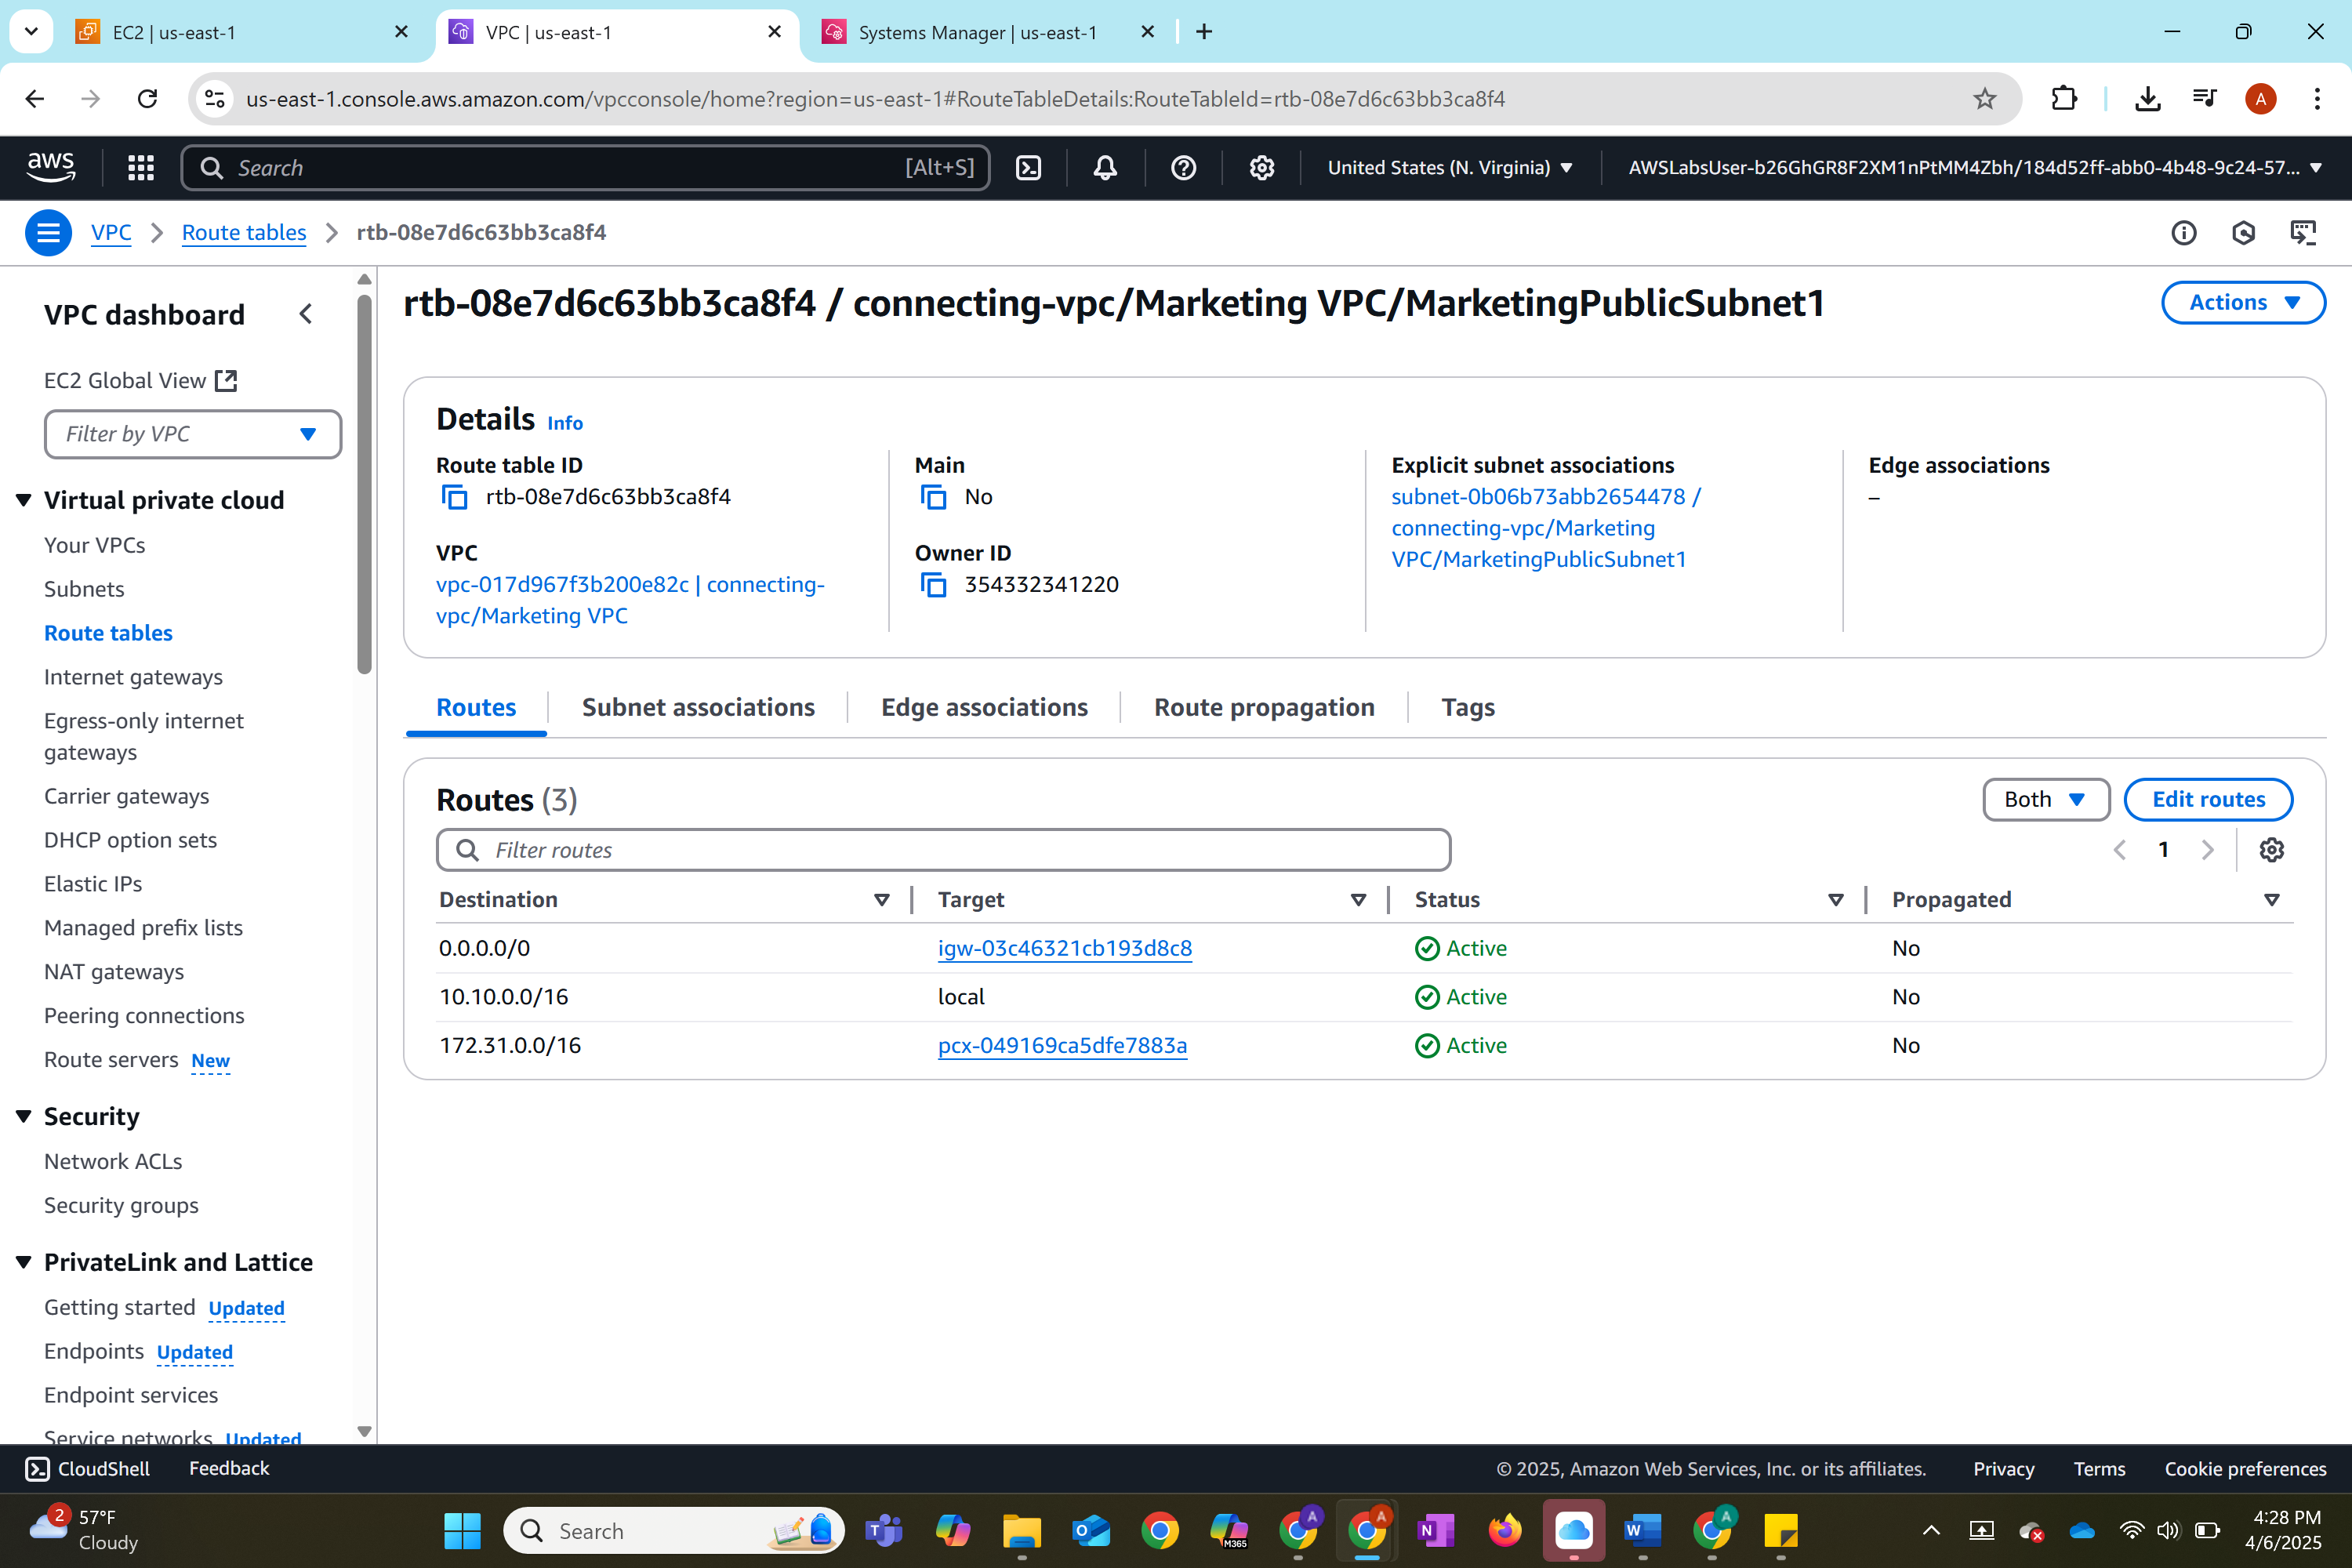 EC2 | us-east-1
VPC | us-east-1
Systems Manager | us-east-1
us-east-1.console.aws.amazon.com/vpcconsole/home?region=us-east-1#RouteTableDetails:RouteTableId=rtb-08e7d6c63bb3ca8f4
A
aws
Search
[Alt+S]
United States (N. Virginia)
AWSLabsUser-b26GhGR8F2XM1nPtMM4Zbh/184d52ff-abb0-4b48-9c24-57...
VPC
Route tables
rtb-08e7d6c63bb3ca8f4
VPC dashboard
EC2 Global View
Filter by VPC
Virtual private cloud
Your VPCs
Subnets
Route tables
Internet gateways
Egress-only internet
gateways
Carrier gateways
DHCP option sets
Elastic IPs
Managed prefix lists
NAT gateways
Peering connections
Route servers New
Security
Network ACLs
Security groups
PrivateLink and Lattice
Getting started Updated
Endpoints Updated
Endpoint services
Service networks Updated
rtb-08e7d6c63bb3ca8f4 / connecting-vpc/Marketing VPC/MarketingPublicSubnet1
Actions
Details Info
Route table ID
rtb-08e7d6c63bb3ca8f4
VPC
vpc-017d967f3b200e82c | connecting-
vpc/Marketing VPC
Main
No
Owner ID
354332341220
Explicit subnet associations
subnet-0b06b73abb2654478 /
connecting-vpc/Marketing
VPC/MarketingPublicSubnet1
Edge associations
–
Routes
Subnet associations
Edge associations
Route propagation
Tags
Routes (3)
Both
Edit routes
Filter routes
1
Destination Target Status Propagated
0.0.0.0/0 igw-03c46321cb193d8c8 Active No
10.10.0.0/16 local Active No
172.31.0.0/16 pcx-049169ca5dfe7883a Active No
CloudShell
Feedback
© 2025, Amazon Web Services, Inc. or its affiliates.
Privacy
Terms
Cookie preferences
2
57°F
Cloudy
Search
T
O
M365
A
A
N
W
A
4:28 PM
4/6/2025